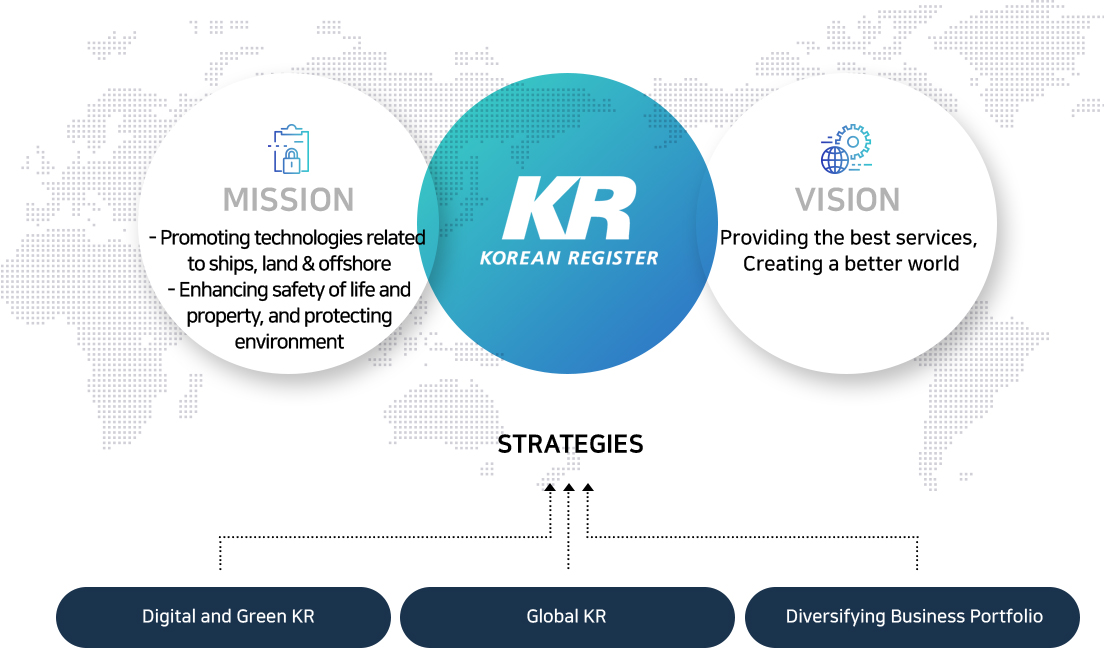 MISSION
- Promoting technologies related
to ships, land & offshore
- Enhancing safety of life and
property, and protecting
environment
KR
KOREAN REGISTER
VISION
Providing the best services,
Creating a better world
STRATEGIES
Digital and Green KR
Global KR
Diversifying Business Portfolio